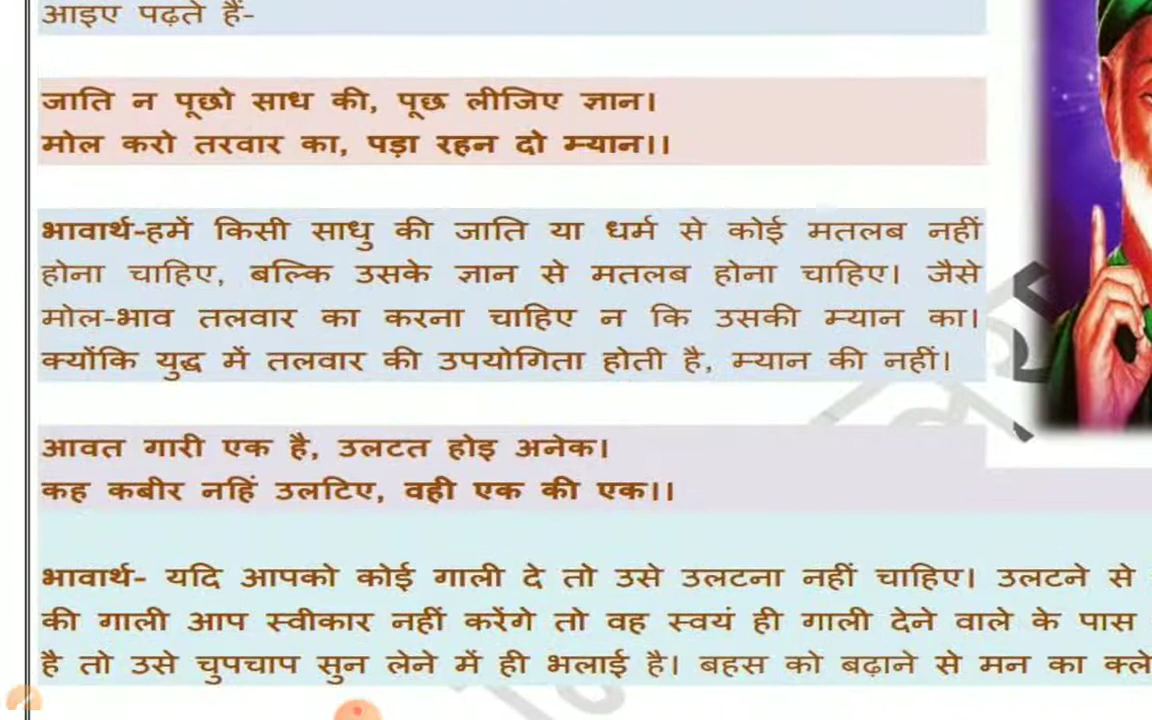 आइए पढ़ते हैं-
जाति न पूछो साध की, पूछ लीजिए ज्ञान।
मोल करो तरवार का, पड़ा रहन दो म्यान।।
भावार्थ-हमें किसी साधु की जाति या धर्म से कोई मतलब नहीं
होना चाहिए, बल्कि उसके ज्ञान से मतलब होना चाहिए। जैसे
मोल-भाव तलवार का करना चाहिए न कि उसकी म्यान का।
क्योंकि युद्ध में तलवार की उपयोगिता होती है, म्यान की नहीं।
आवत गारी एक है, उलटत होइ अनेक।
कह कबीर नहिं उलटिए, वही एक की एक।।
भावार्थ- यदि आपको कोई गाली दे तो उसे उलटना नहीं चाहिए। उलटने से
की गाली आप स्वीकार नहीं करेंगे तो वह स्वयं ही गाली देने वाले के पास
है तो उसे चुपचाप सुन लेने में ही भलाई है। बहस को बढ़ाने से मन का क्ले